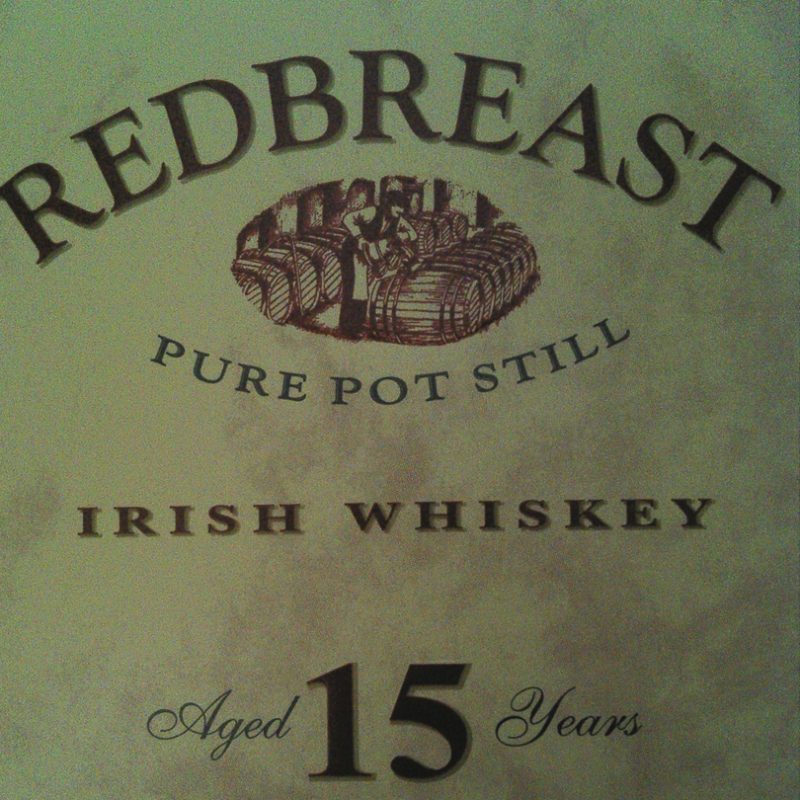 REDBREAST
PURE POT STILL
IRISH WHISKEY
Aged 15 Years